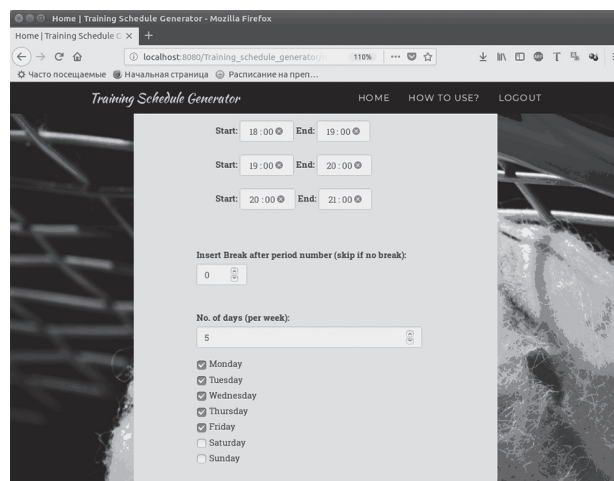 Home | Training Schedule Generator - Mozilla Firefox
Home | Training Schedule G × +
localhost:8080/Training_schedule_generator/ 110%
Часто посещаемые Начальная страница Расписание на преп...
Training Schedule Generator HOME HOW TO USE? LOGOUT
Start: 18:00 End: 19:00
Start: 19:00 End: 20:00
Start: 20:00 End: 21:00
Insert Break after period number (skip if no break):
0
No. of days (per week):
5
Monday
Tuesday
Wednesday
Thursday
Friday
Saturday
Sunday